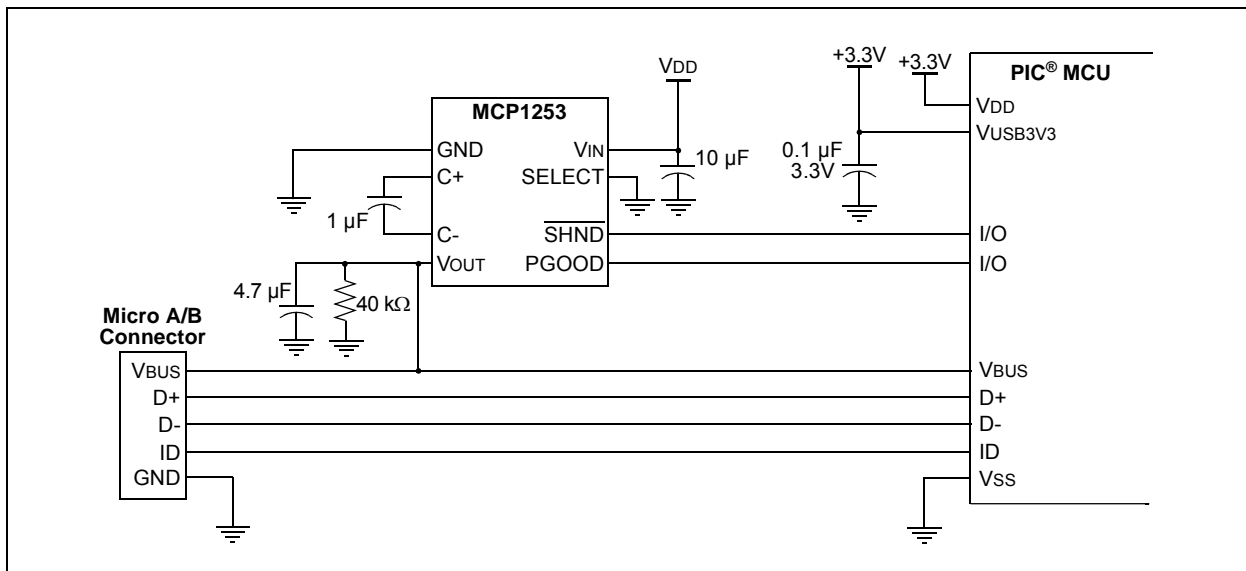 +3.3V
+3.3V
VDD
PIC® MCU
MCP1253
VDD
VUSB3V3
GND
VIN
10 µF
0.1 µF
3.3V
C+
SELECT
1 µF
C-
SHND
I/O
VOUT
PGOOD
I/O
4.7 µF
40 kΩ
Micro A/B
Connector
VBUS
VBUS
D+
D+
D-
D-
ID
ID
GND
VSS